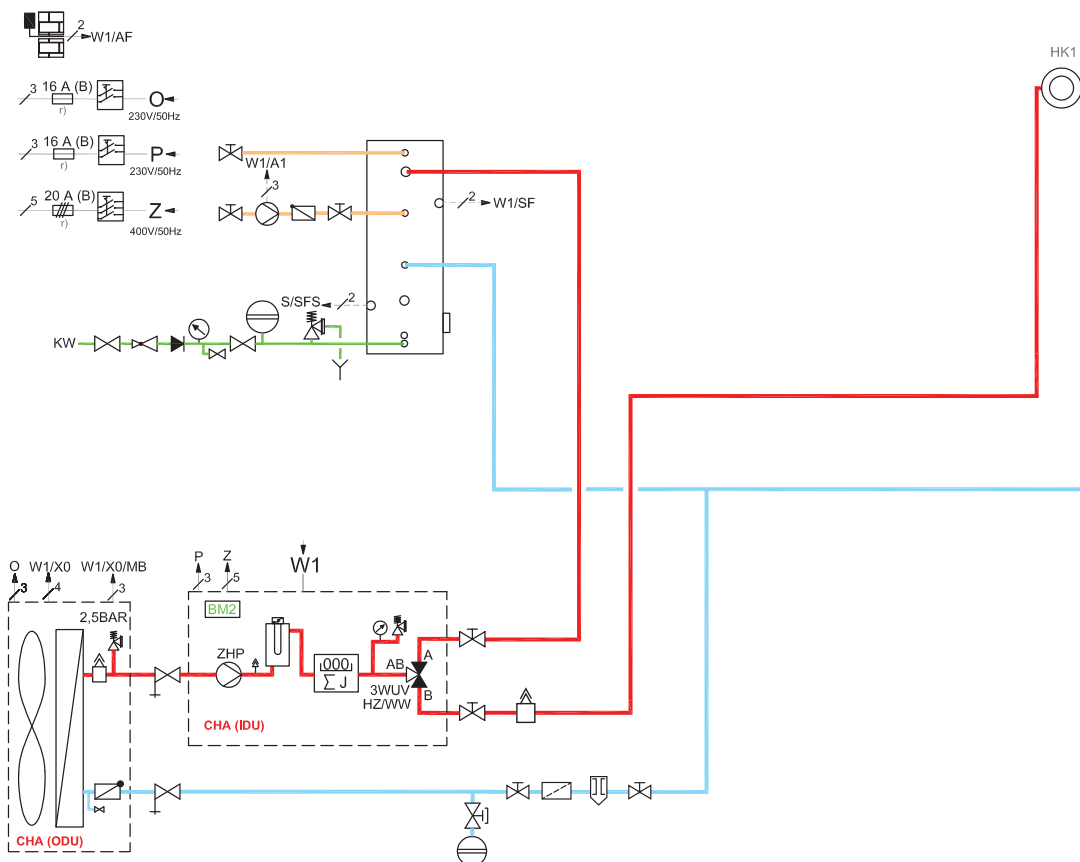 2
W1/AF
HK1
3 16 A (B) O
r) 230V/50Hz
3 16 A (B) P
r) 230V/50Hz
W1/A1
3
5 20 A (B) Z
r) 400V/50Hz
2 W1/SF
S/SFS 2
KW
O W1/X0 W1/X0/MB
3 4 3
P Z W1
3 5
2,5BAR
BM2
ZHP
000
Σ J
AB A
B
3WUV
HZ/WW
CHA (IDU)
CHA (ODU)